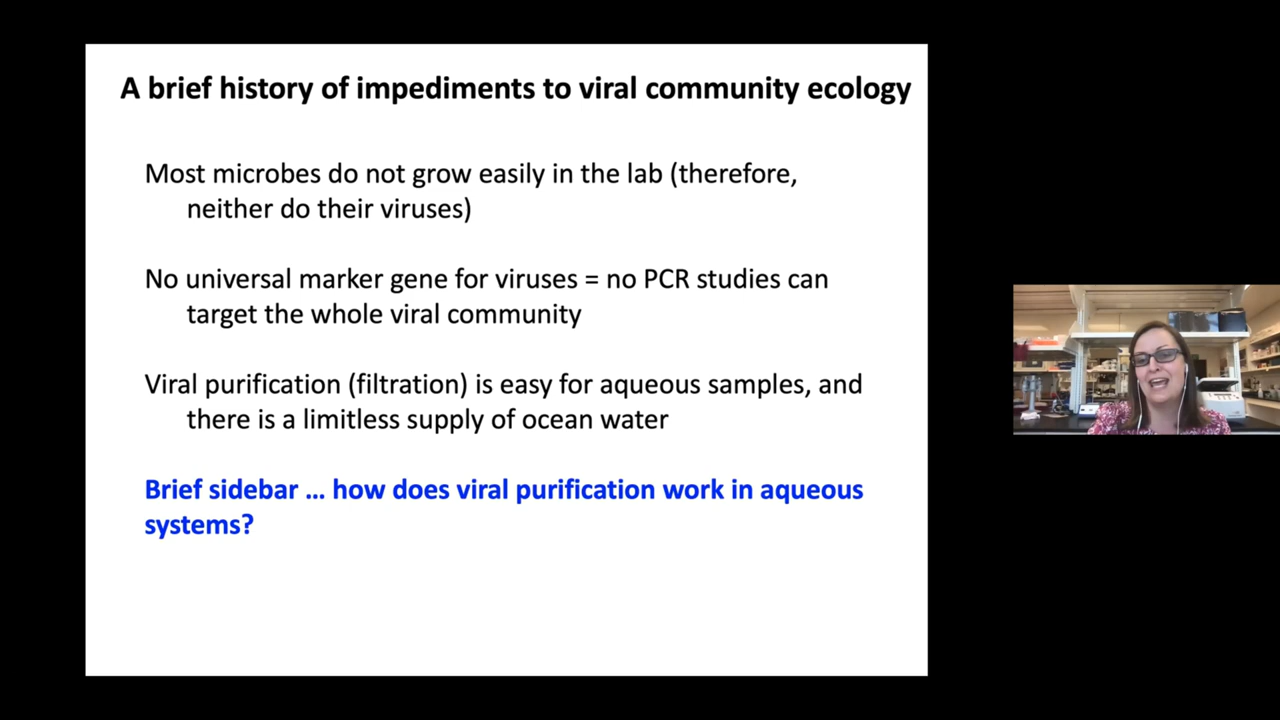 A brief history of impediments to viral community ecology
Most microbes do not grow easily in the lab (therefore,
neither do their viruses)
No universal marker gene for viruses = no PCR studies can
target the whole viral community
Viral purification (filtration) is easy for aqueous samples, and
there is a limitless supply of ocean water
Brief sidebar … how does viral purification work in aqueous
systems?